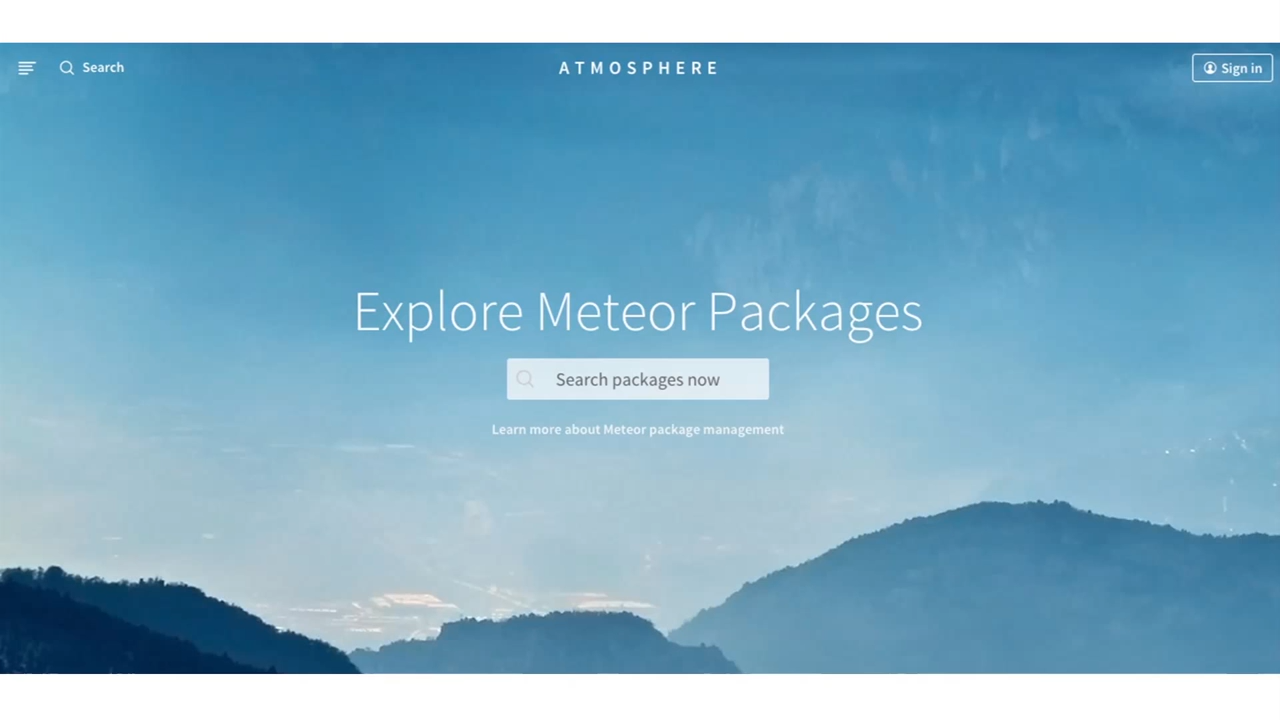 Search
ATMOSPHERE
Sign in
Explore Meteor Packages
Search packages now
Learn more about Meteor package management